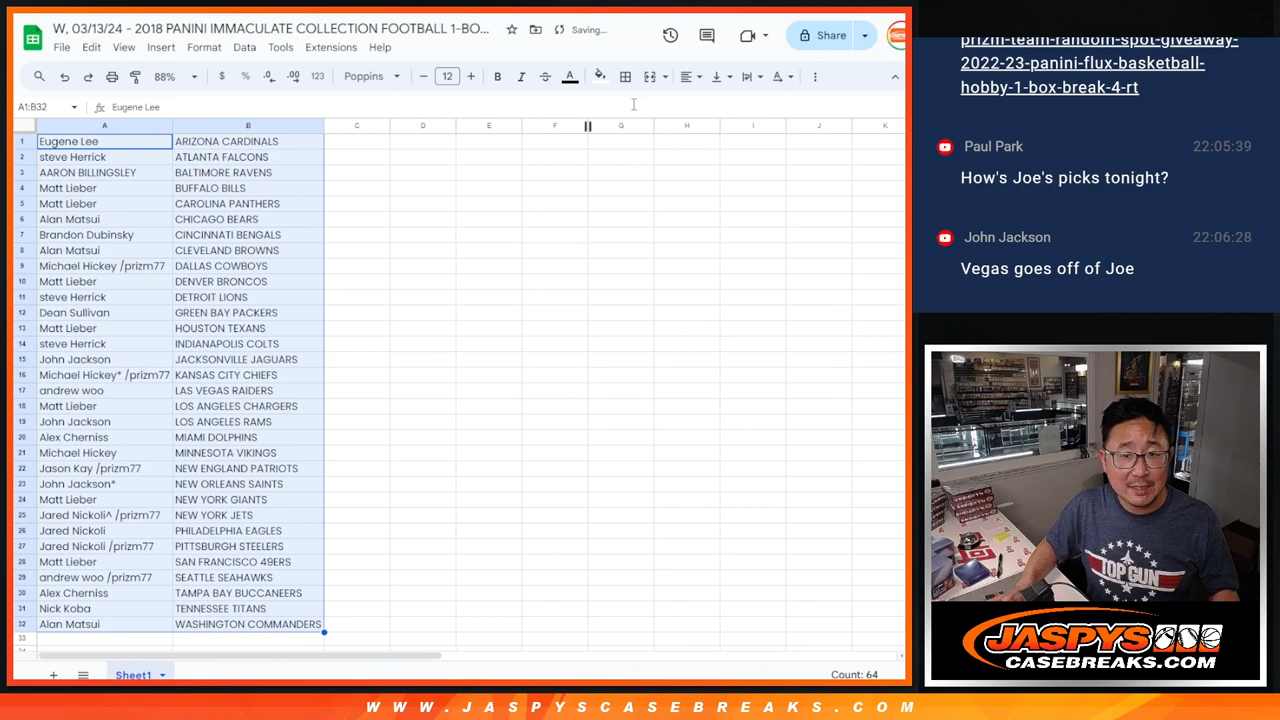 W, 03/13/24 - 2018 PANINI IMMACULATE COLLECTION FOOTBALL 1-BO...
Saving...
File Edit View Insert Format Data Tools Extensions Help
Share
88% $ % .0 .00 123 Poppins - 12 + B I S A
A1:B32 fx Eugene Lee
A B C D E F G H I J K
1 Eugene Lee ARIZONA CARDINALS
2 steve Herrick ATLANTA FALCONS
3 AARON BILLINGSLEY BALTIMORE RAVENS
4 Matt Lieber BUFFALO BILLS
5 Matt Lieber CAROLINA PANTHERS
6 Alan Matsui CHICAGO BEARS
7 Brandon Dubinsky CINCINNATI BENGALS
8 Alan Matsui CLEVELAND BROWNS
9 Michael Hickey /prizm77 DALLAS COWBOYS
10 Matt Lieber DENVER BRONCOS
11 steve Herrick DETROIT LIONS
12 Dean Sullivan GREEN BAY PACKERS
13 Matt Lieber HOUSTON TEXANS
14 steve Herrick INDIANAPOLIS COLTS
15 John Jackson JACKSONVILLE JAGUARS
16 Michael Hickey* /prizm77 KANSAS CITY CHIEFS
17 andrew woo LAS VEGAS RAIDERS
18 Matt Lieber LOS ANGELES CHARGERS
19 John Jackson LOS ANGELES RAMS
20 Alex Cherniss MIAMI DOLPHINS
21 Michael Hickey MINNESOTA VIKINGS
22 Jason Kay /prizm77 NEW ENGLAND PATRIOTS
23 John Jackson* NEW ORLEANS SAINTS
24 Matt Lieber NEW YORK GIANTS
25 Jared Nickoli^ /prizm77 NEW YORK JETS
26 Jared Nickoli PHILADELPHIA EAGLES
27 Jared Nickoli /prizm77 PITTSBURGH STEELERS
28 Matt Lieber SAN FRANCISCO 49ERS
29 andrew woo /prizm77 SEATTLE SEAHAWKS
30 Alex Cherniss TAMPA BAY BUCCANEERS
31 Nick Koba TENNESSEE TITANS
32 Alan Matsui WASHINGTON COMMANDERS
33
Sheet1
Count: 64
prizm-team-random-spot-giveaway-
2022-23-panini-flux-basketball-
hobby-1-box-break-4-rt
Paul Park 22:05:39
How's Joe's picks tonight?
John Jackson 22:06:28
Vegas goes off of Joe
TOP GUN
JASPYS
CASEBREAKS.COM
WWW.JASPYSCASEBREAKS.COM